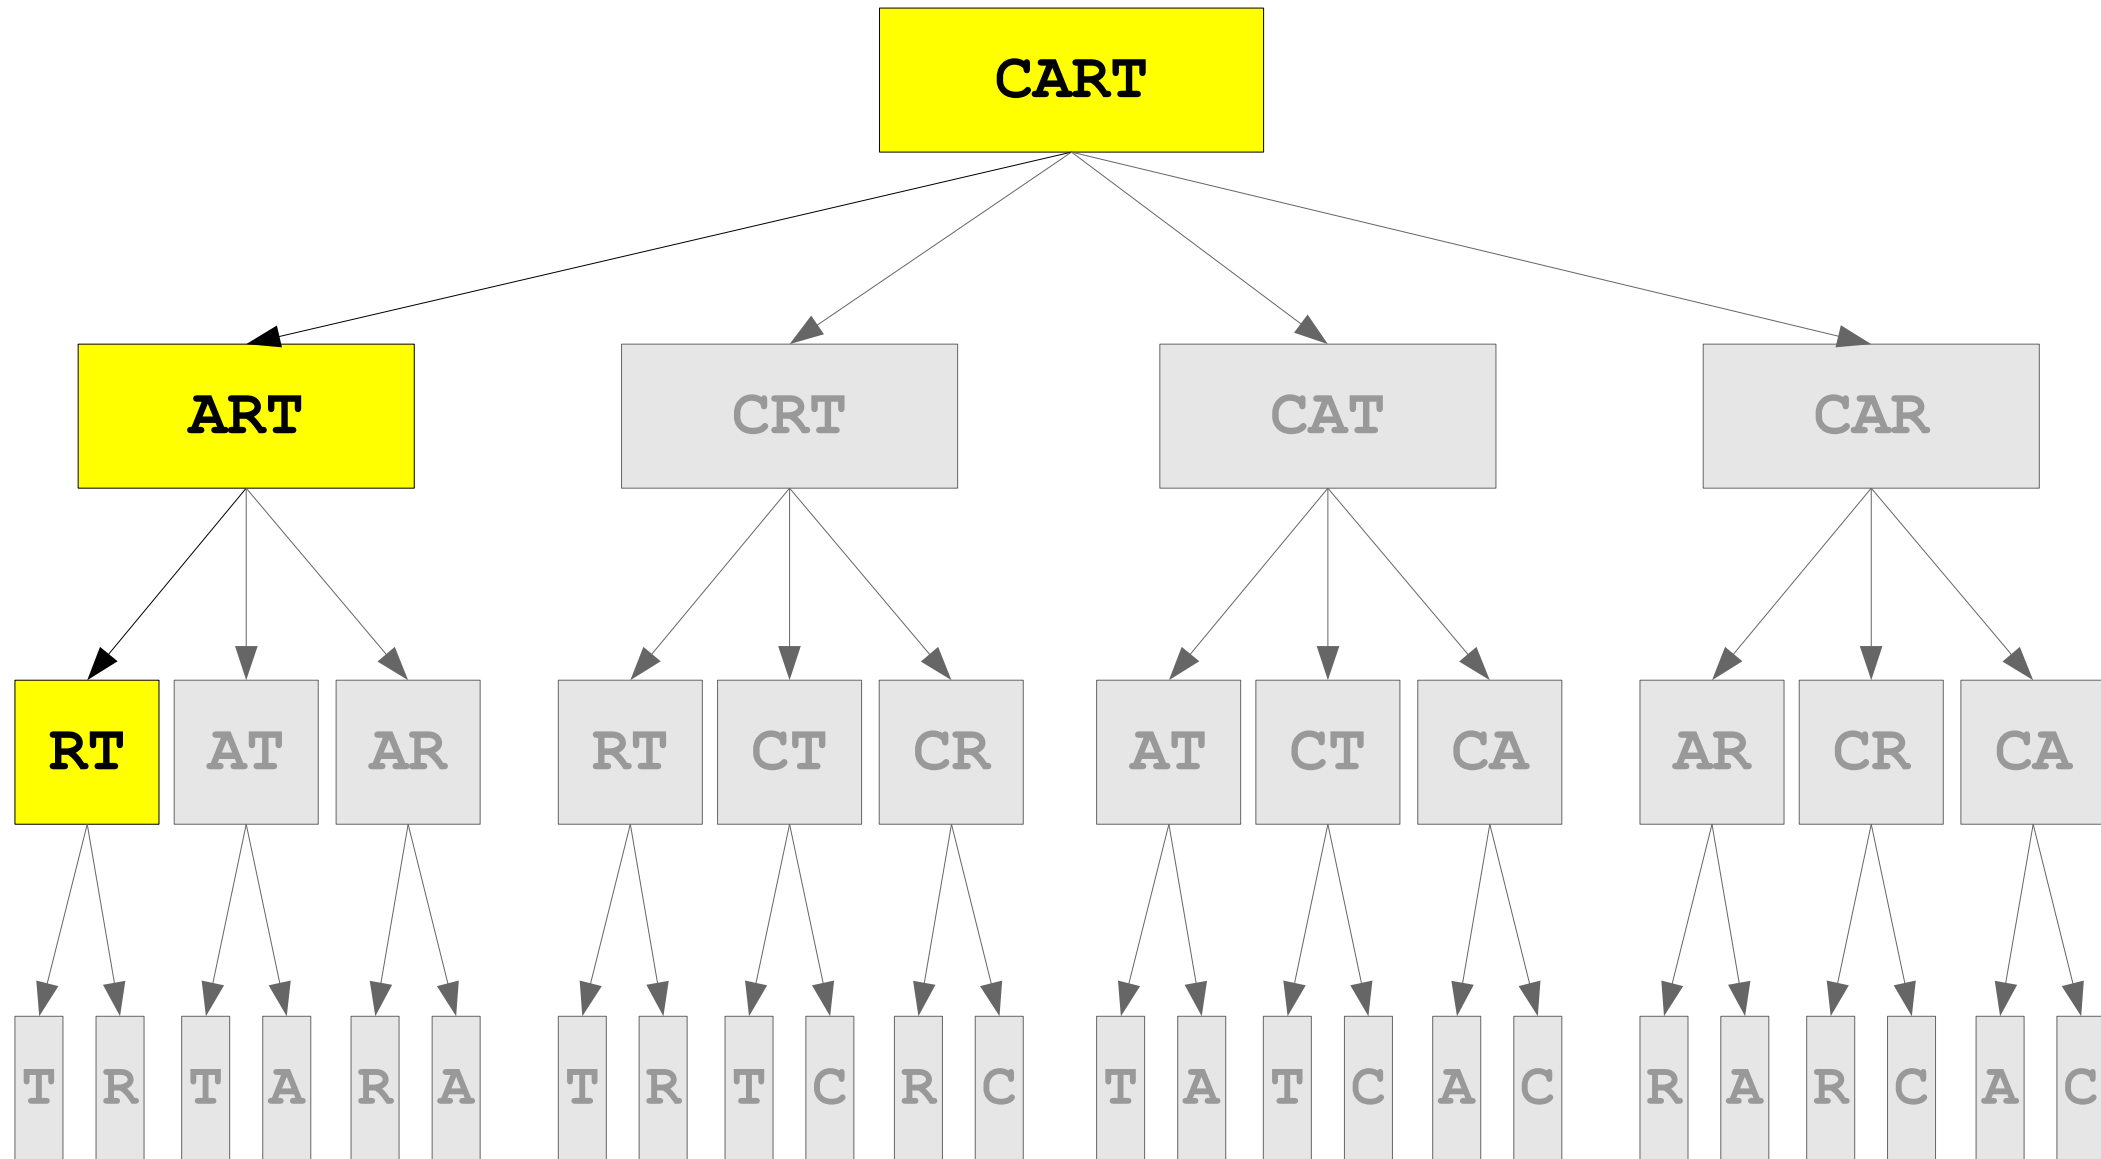 CART
ART CRT CAT CAR
RT AT AR RT CT CR AT CT CA AR CR CA
T R T A R A T R T C R C T A T C A C R A R C A C